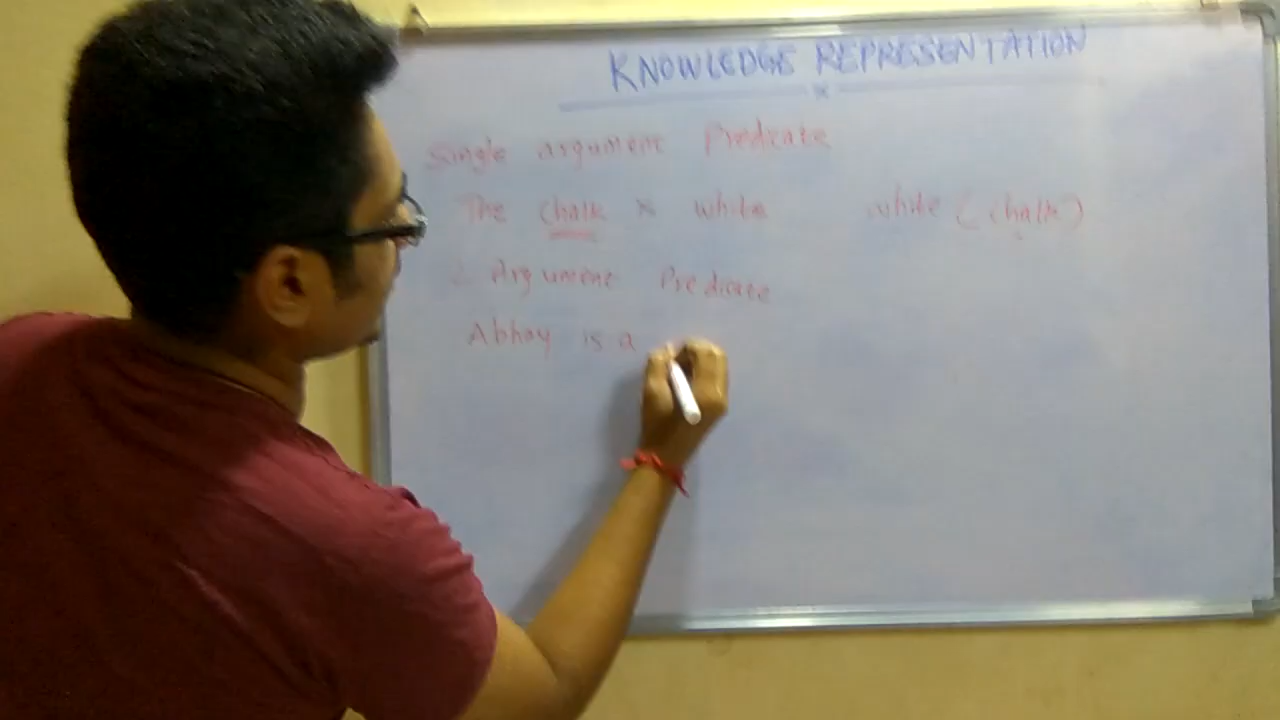 KNOWLEDGE REPRESENTATION
Single argument Predicate
The chalk is white white (chalk)
2 Argument Predicate
Abhay is a